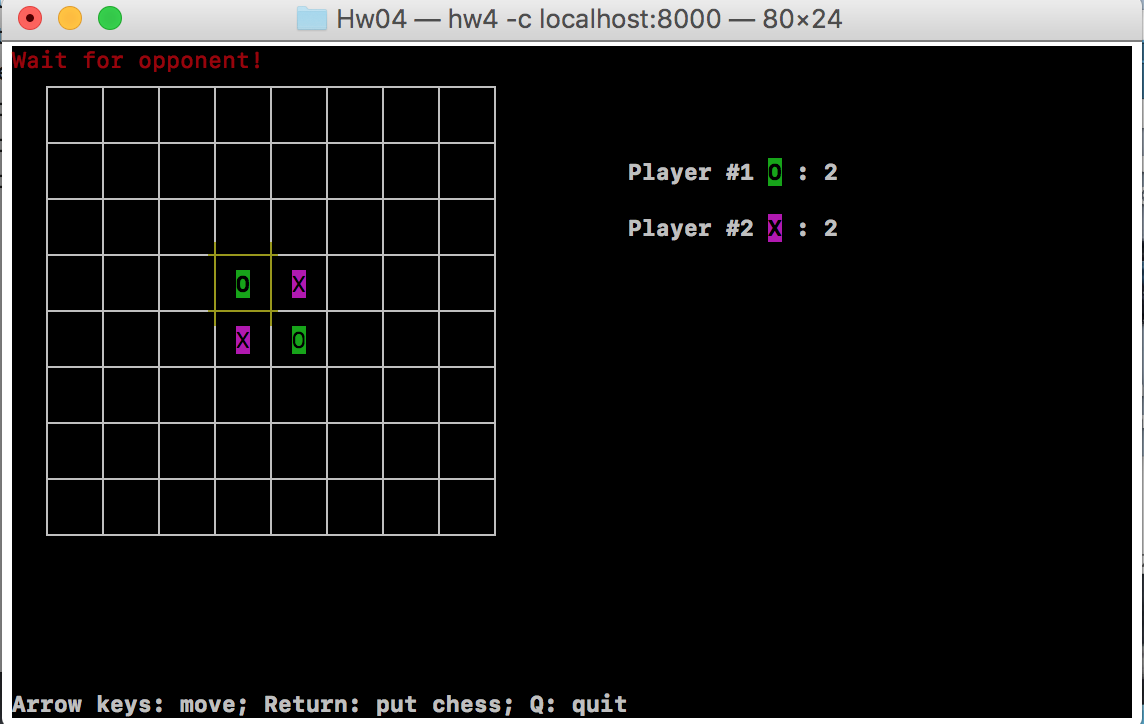 Hw04 — hw4 -c localhost:8000 — 80×24
Wait for opponent!
Player #1 O : 2
Player #2 X : 2
O X
X O
Arrow keys: move; Return: put chess; Q: quit